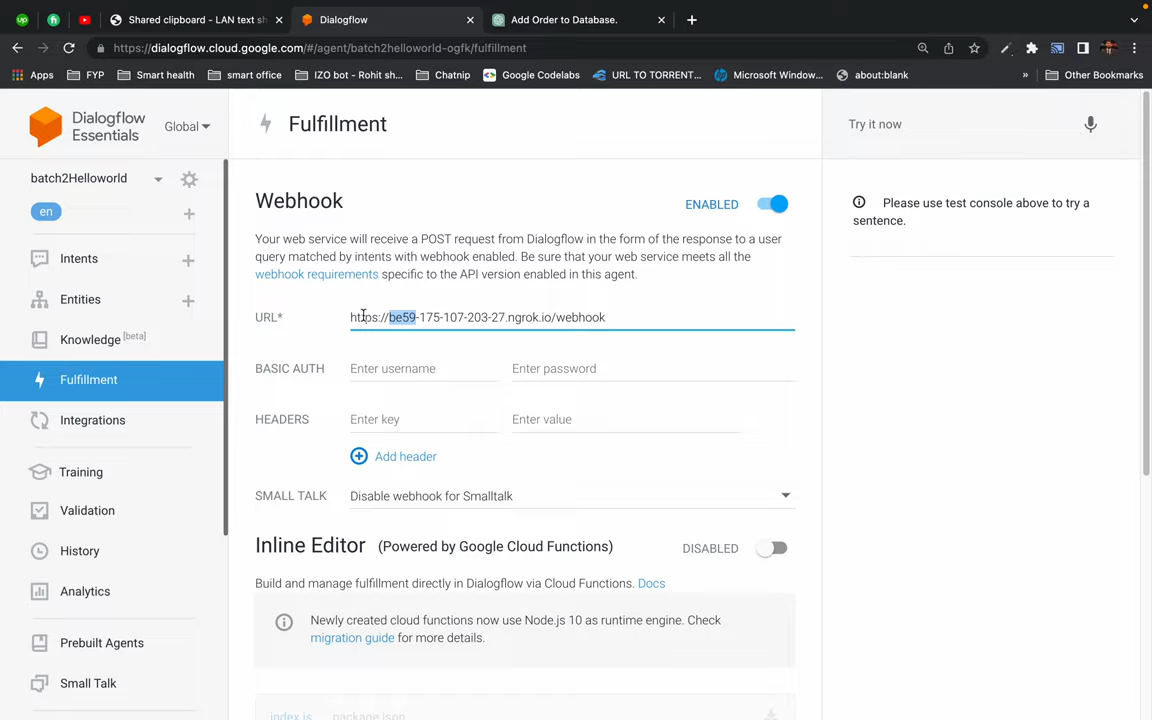 Shared clipboard - LAN text sh
Dialogflow
Add Order to Database.
https://dialogflow.cloud.google.com/#/agent/batch2helloworld-ogfk/fulfillment
Apps
FYP
Smart health
smart office
IZO bot - Rohit sh...
Chatnip
Google Codelabs
URL TO TORRENT...
Microsoft Window...
about:blank
»
Other Bookmarks
Dialogflow
Essentials
Global
Fulfillment
Try it now
batch2Helloworld
en
Intents
Entities
Knowledge [beta]
Fulfillment
Integrations
Training
Validation
History
Analytics
Prebuilt Agents
Small Talk
Webhook
ENABLED
Your web service will receive a POST request from Dialogflow in the form of the response to a user
query matched by intents with webhook enabled. Be sure that your web service meets all the
webhook requirements specific to the API version enabled in this agent.
URL*
https://be59-175-107-203-27.ngrok.io/webhook
BASIC AUTH
Enter username
Enter password
HEADERS
Enter key
Enter value
Add header
SMALL TALK
Disable webhook for Smalltalk
Inline Editor
(Powered by Google Cloud Functions)
DISABLED
Build and manage fulfillment directly in Dialogflow via Cloud Functions. Docs
Newly created cloud functions now use Node.js 10 as runtime engine. Check
migration guide for more details.
index.js
package.json
Please use test console above to try a
sentence.